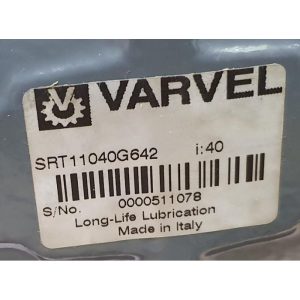 VARVEL
SRT11040G642 i:40
S/No. 0000511078
Long-Life Lubrication
Made in Italy